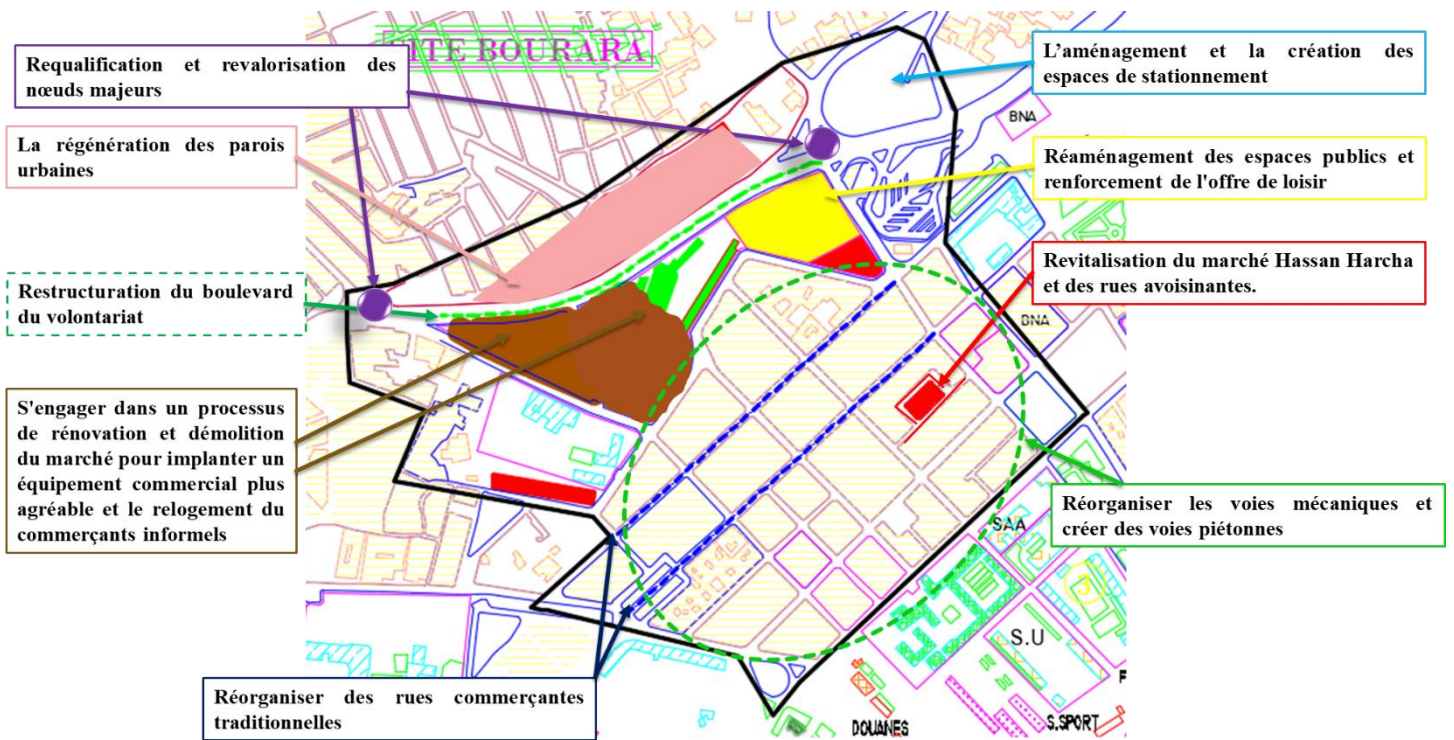 CITE BOURARA
Requalification et revalorisation des
nœuds majeurs
L'aménagement et la création des
espaces de stationnement
BNA
La régénération des parois
urbaines
Réaménagement des espaces publics et
renforcement de l'offre de loisir
Revitalisation du marché Hassan Harcha
et des rues avoisinantes.
Restructuration du boulevard
du volontariat
BNA
S'engager dans un processus
de rénovation et démolition
du marché pour implanter un
équipement commercial plus
agréable et le relogement du
commerçants informels
Réorganiser les voies mécaniques et
créer des voies piétonnes
SAA
S.U
Réorganiser des rues commerçantes
traditionnelles
DOUANES
S.SPORT